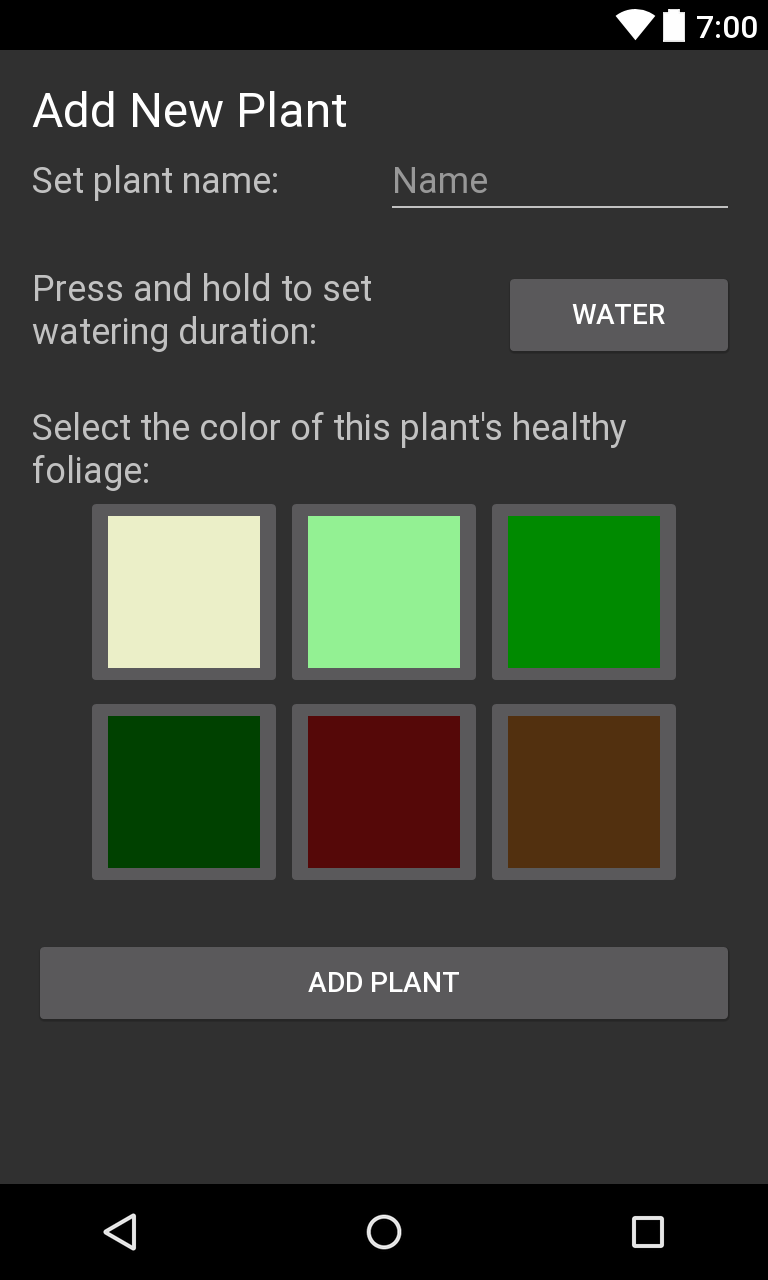 7:00
Add New Plant
Set plant name:
Name
Press and hold to set
watering duration:
WATER
Select the color of this plant's healthy
foliage:
ADD PLANT